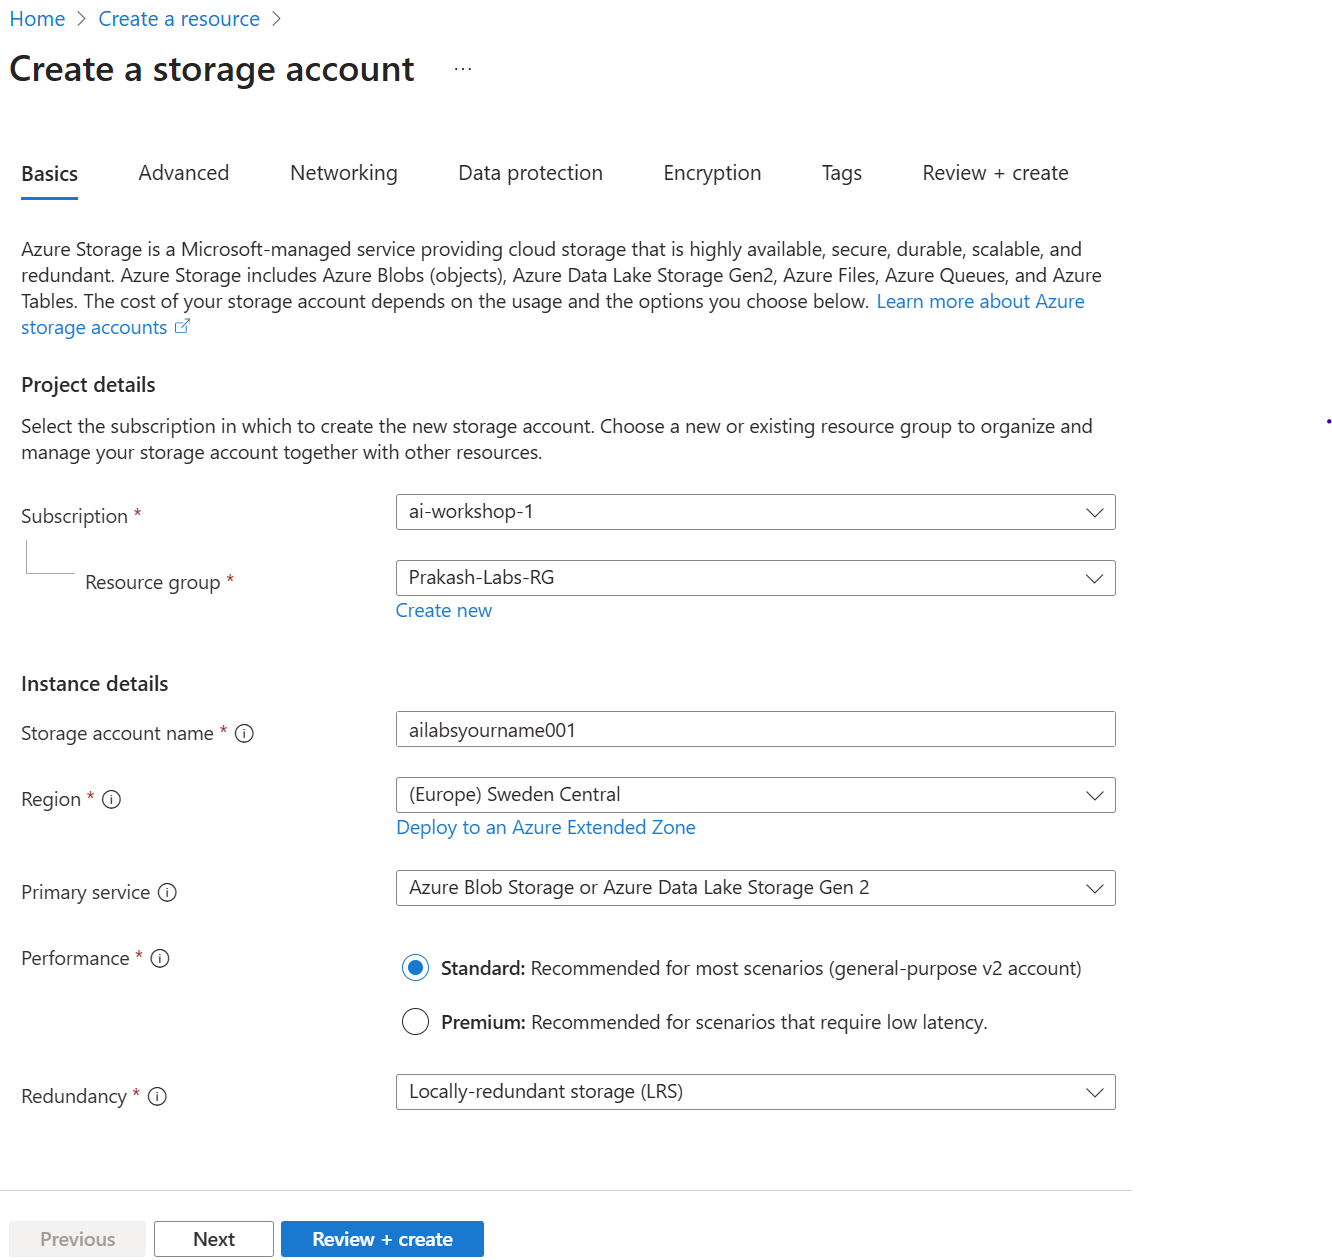 Home > Create a resource >
Create a storage account ...
Basics Advanced Networking Data protection Encryption Tags Review + create
Azure Storage is a Microsoft-managed service providing cloud storage that is highly available, secure, durable, scalable, and
redundant. Azure Storage includes Azure Blobs (objects), Azure Data Lake Storage Gen2, Azure Files, Azure Queues, and Azure
Tables. The cost of your storage account depends on the usage and the options you choose below. Learn more about Azure
storage accounts
Project details
Select the subscription in which to create the new storage account. Choose a new or existing resource group to organize and
manage your storage account together with other resources.
Subscription * ai-workshop-1
Resource group * Prakash-Labs-RG
Create new
Instance details
Storage account name * ailabsyourname001
Region * (Europe) Sweden Central
Deploy to an Azure Extended Zone
Primary service Azure Blob Storage or Azure Data Lake Storage Gen 2
Performance * Standard: Recommended for most scenarios (general-purpose v2 account)
Premium: Recommended for scenarios that require low latency.
Redundancy * Locally-redundant storage (LRS)
Previous Next Review + create